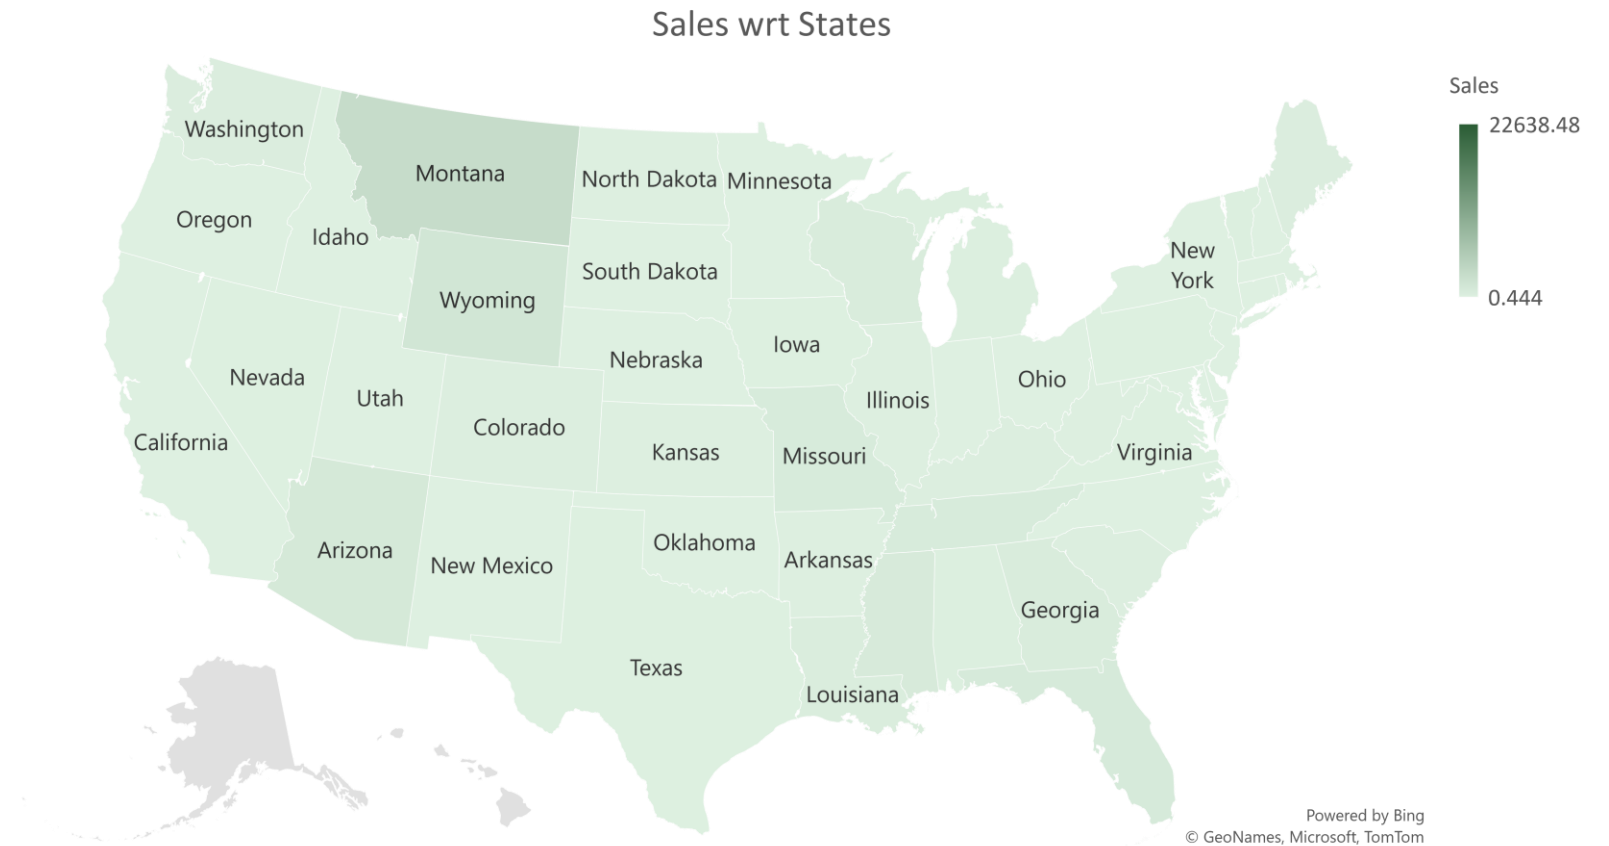 Sales wrt States
Sales
22638.48
0.444
Washington
Montana
North Dakota
Minnesota
Oregon
Idaho
New
York
South Dakota
Wyoming
Iowa
Nebraska
Nevada
Ohio
Utah
Illinois
Colorado
California
Kansas
Missouri
Virginia
Oklahoma
Arizona
Arkansas
New Mexico
Georgia
Texas
Louisiana
Powered by Bing
© GeoNames, Microsoft, TomTom